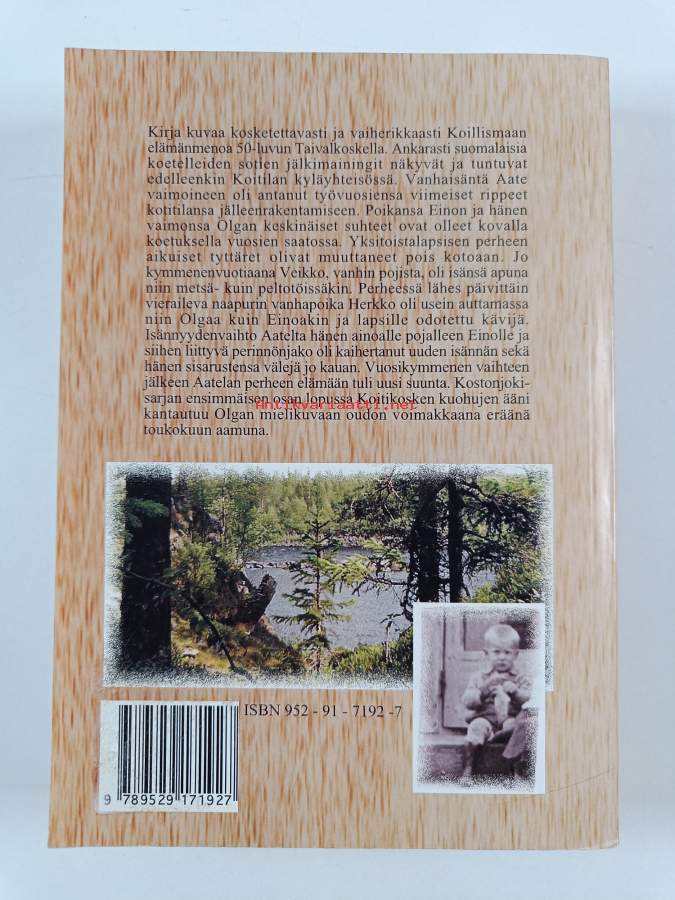 Kirja kuvaa kosketettavasti ja vaiherikkaasti Koillismaan
elämänmenoa 50-luvun Taivalkoskella. Ankarasti suomalaisia
koetelleiden sotien jälkimainingit näkyvät ja tuntuvat
edelleenkin Koitilan kyläyhteisössä. Vanhaisäntä Aate
vaimoineen oli antanut työvuosiensa viimeiset rippeet
kotitilansa jälleenrakentamiseen. Poikansa Einon ja hänen
vaimonsa Olgan keskinäiset suhteet ovat olleet kovalla
koetuksella vuosien saatossa. Yksitoistalapsisen perheen
aikuiset tyttäret olivat muuttaneet pois kotoaan. Jo
kymmenenvuotiaana Veikko, vanhin pojista, oli isänsä apuna
niin metsä- kuin peltotöissäkin. Perheessä lähes päivittäin
vieraileva naapurin vanhapoika Herkko oli usein auttamassa
niin Olgaa kuin Einoakin ja lapsille odotettu kävijä.
Isännyydenvaihto Aatelta hänen ainoalle pojalleen Einolle ja
siihen liittyvä perinnönjako oli kaihertanut uuden isännän sekä
hänen sisarustensa välejä jo kauan. Vuosikymmenen vaihteen
jälkeen Aatelan perheen elämään tuli uusi suunta. Kostonjoki-
sarjan ensimmäisen osan lopussa Koitikosken kuohujen ääni
Antikvariaatti.net
kantautuu Olgan mielikuvaan oudon voimakkaana eräänä
toukokuun aamuna.
ISBN 952 - 91 - 7192 -7
9 789529 171927